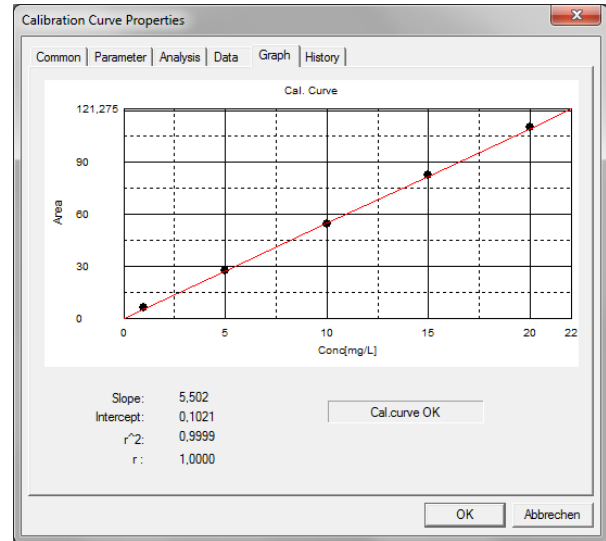 Calibration Curve Properties
Common Parameter Analysis Data Graph History
Cal. Curve
121,275
90
60
30
0
Area
0 5 10 15 20 22
Conc[mg/L]
Slope: 5,502
Intercept: 0,1021
r^2: 0,9999
r : 1,0000
Cal.curve OK
OK Abbrechen